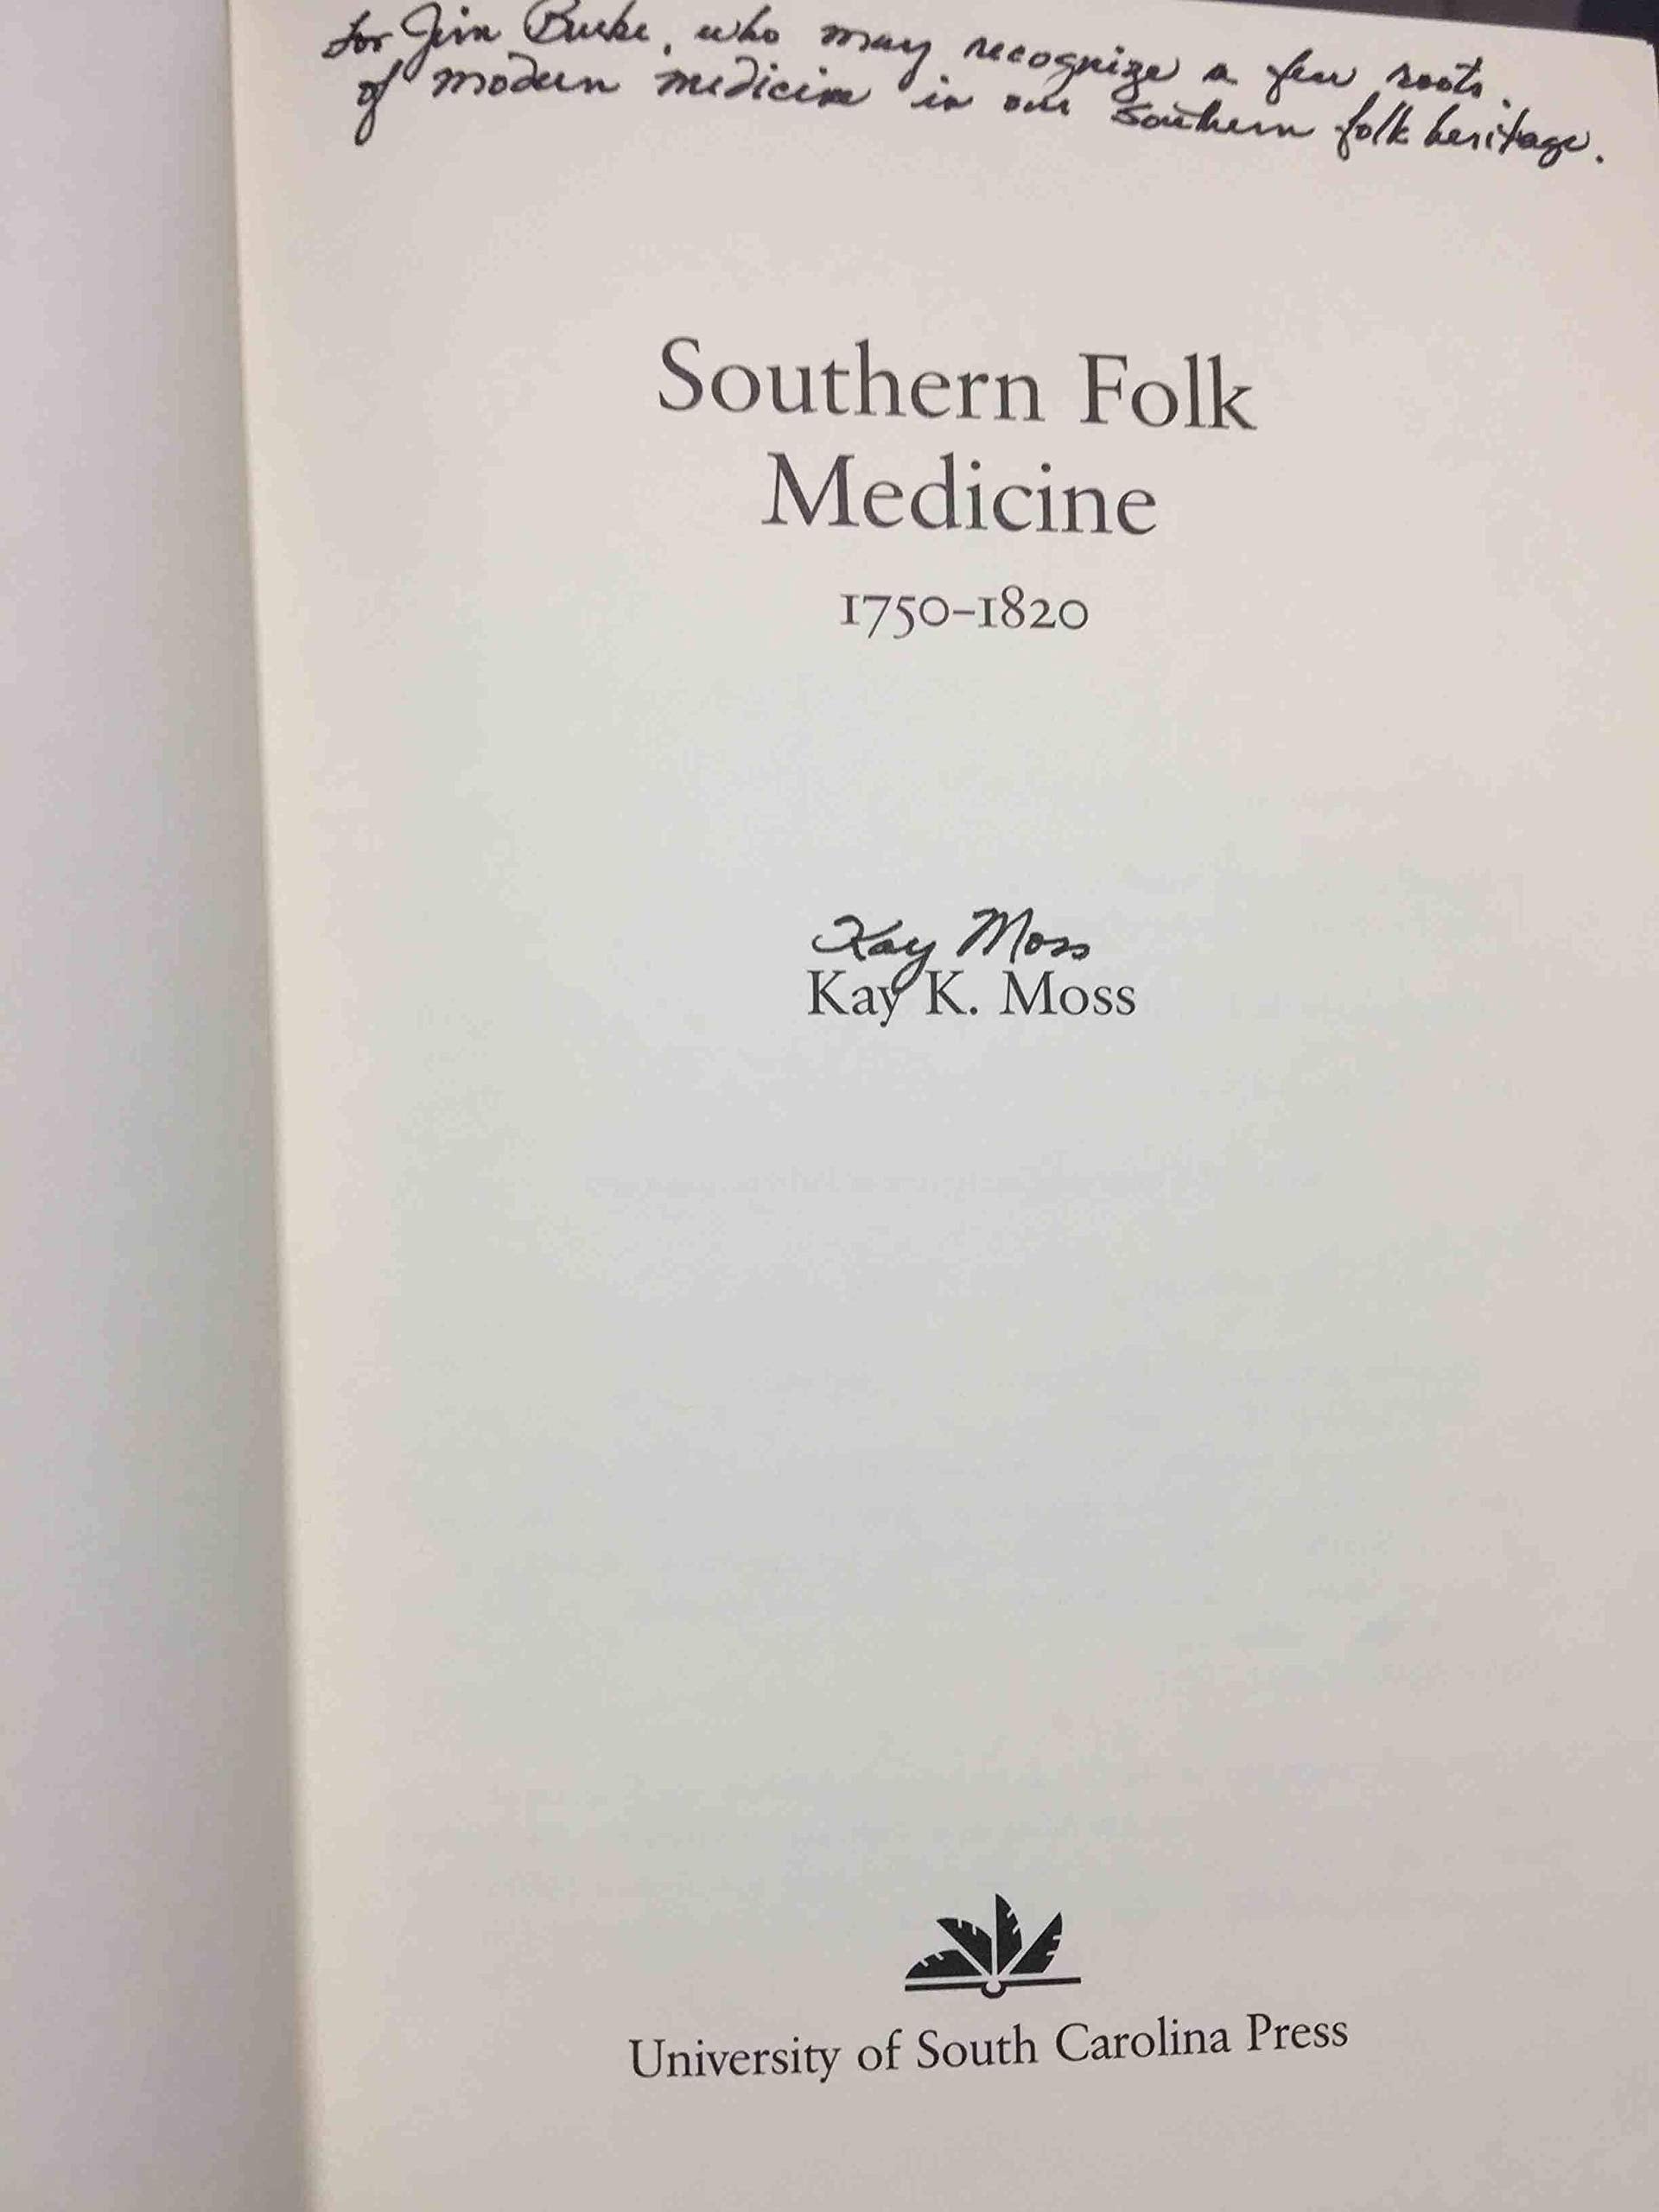 for Jim Burke, who may recognize a few roots
of modern medicine in our Southern folk heritage.
Southern Folk
Medicine
1750–1820
Kay Moss
Kay K. Moss
University of South Carolina Press